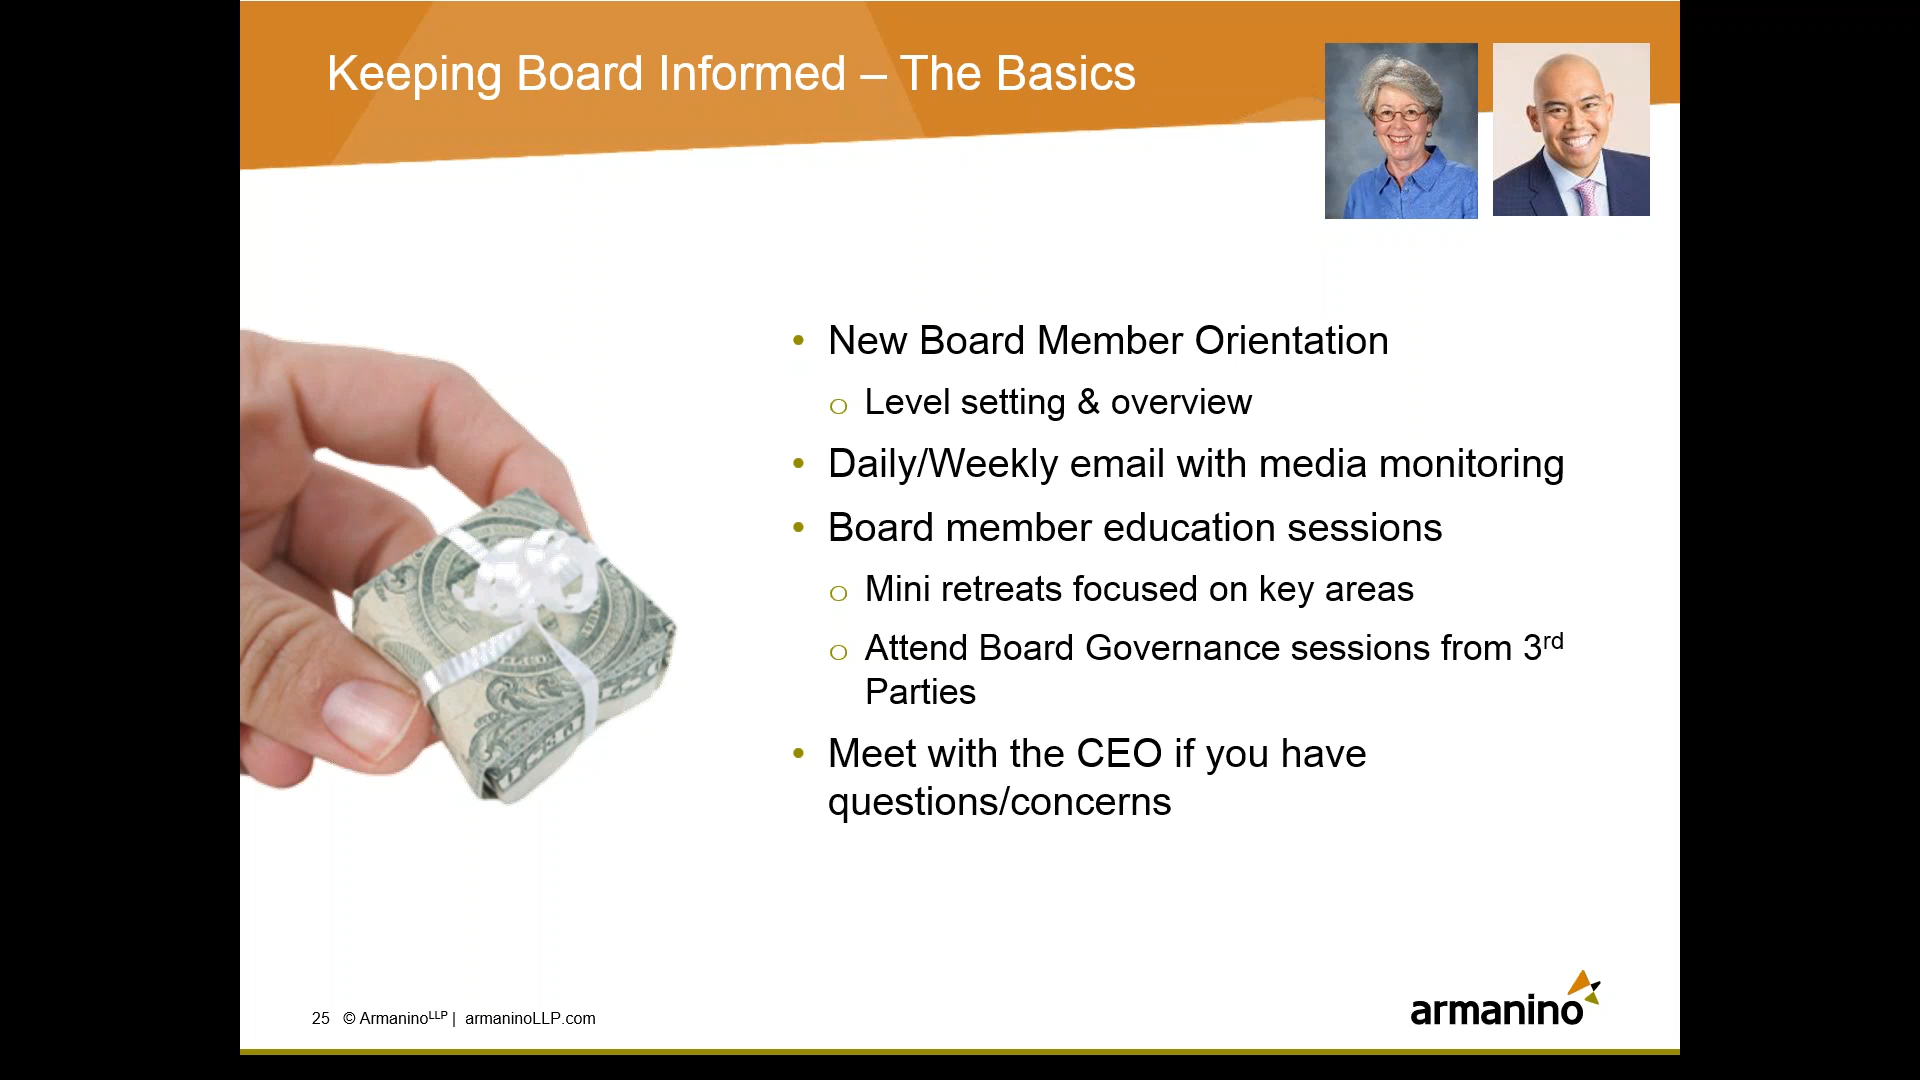 Keeping Board Informed – The Basics
• New Board Member Orientation
o Level setting & overview
• Daily/Weekly email with media monitoring
• Board member education sessions
o Mini retreats focused on key areas
o Attend Board Governance sessions from 3rd
Parties
• Meet with the CEO if you have
questions/concerns
25 © ArmaninoLLP | armaninoLLP.com
armanino